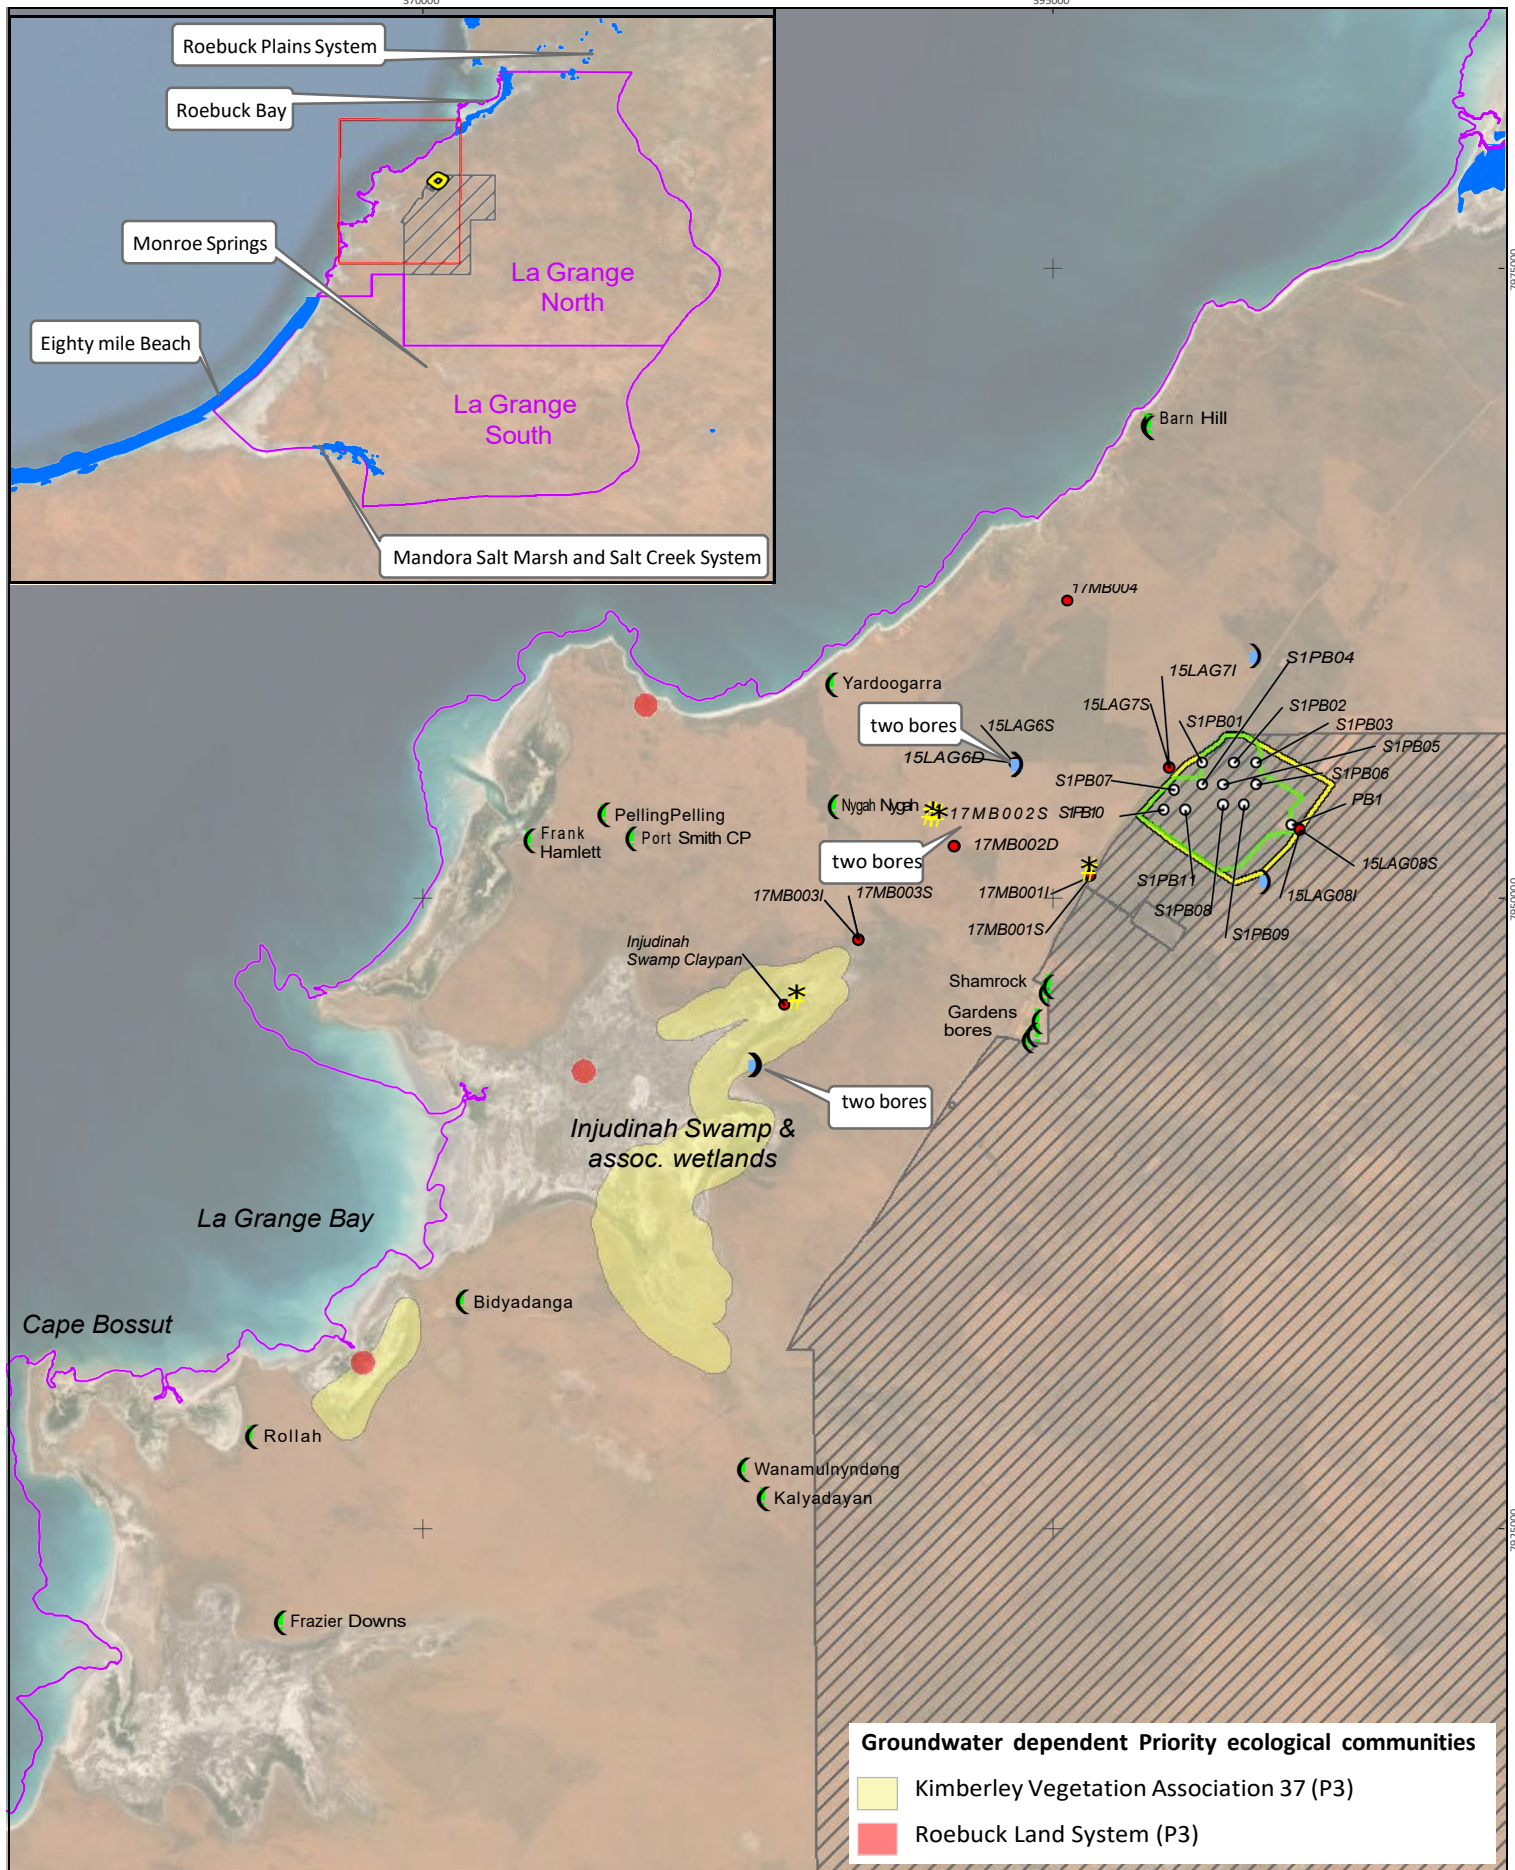 370000
395000
Roebuck Plains System
Roebuck Bay
Monroe Springs
La Grange
North
Eighty mile Beach
La Grange
South
Mandora Salt Marsh and Salt Creek System
7975000
Barn Hill
17MB004
15LAG7I
S1PB04
Yardoogarra
15LAG7S
S1PB01
S1PB02
S1PB03
two bores
15LAG6S
15LAG6D
S1PB05
S1PB07
S1PB06
PB1
PellingPelling
Nygah Nygah
17MB002S
S1PB10
Frank
Hamlett
Port Smith CP
two bores
17MB002D
15LAG08S
17MB003I
17MB003S
17MB001I
S1PB11
15LAG08I
7950000
S1PB08
17MB001S
S1PB09
Injudinah
Swamp Claypan
Shamrock
Gardens
bores
two bores
Injudinah Swamp &
assoc. wetlands
La Grange Bay
Bidyadanga
Cape Bossut
Rollah
Wanamulnyndong
Kalyadayan
7925000
Frazier Downs
Groundwater dependent Priority ecological communities
Kimberley Vegetation Association 37 (P3)
Roebuck Land System (P3)